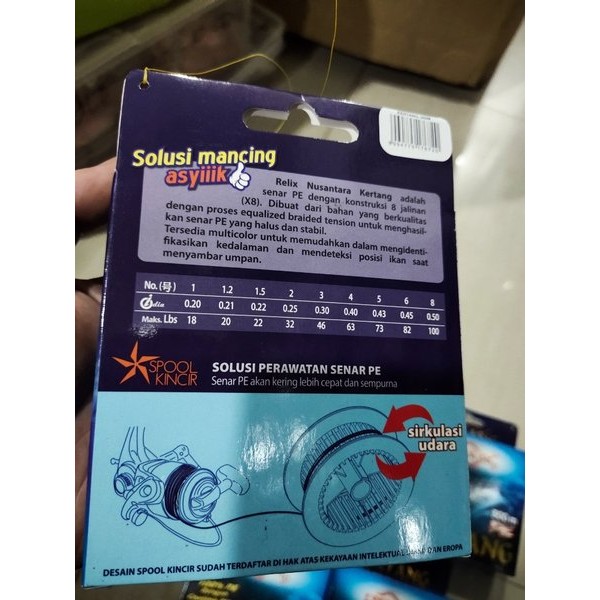 Solusi mancing
asyiiik
Relix Nusantara Kertang adalah
senar PE dengan konstruksi 8 jalinan
(X8). Dibuat dari bahan yang berkualitas
dengan proses equalized braided tension untuk menghasil-
kan senar PE yang halus dan stabil.
Tersedia multicolor untuk memudahkan dalam mengidenti-
fikasikan kedalaman dan mendeteksi posisi ikan saat
menyambar umpan.
No. (号) 1 1.2 1.5 2 3 4 5 6 8
dia 0.20 0.21 0.22 0.25 0.30 0.40 0.43 0.45 0.50
Maks. Lbs 18 20 22 32 46 63 73 82 100
SPOOL
KINCIR
SOLUSI PERAWATAN SENAR PE
Senar PE akan kering lebih cepat dan sempurna
sirkulasi
udara
DESAIN SPOOL KINCIR SUDAH TERDAFTAR DI HAK ATAS KEKAYAAN INTELEKTUAL DAN EROPA